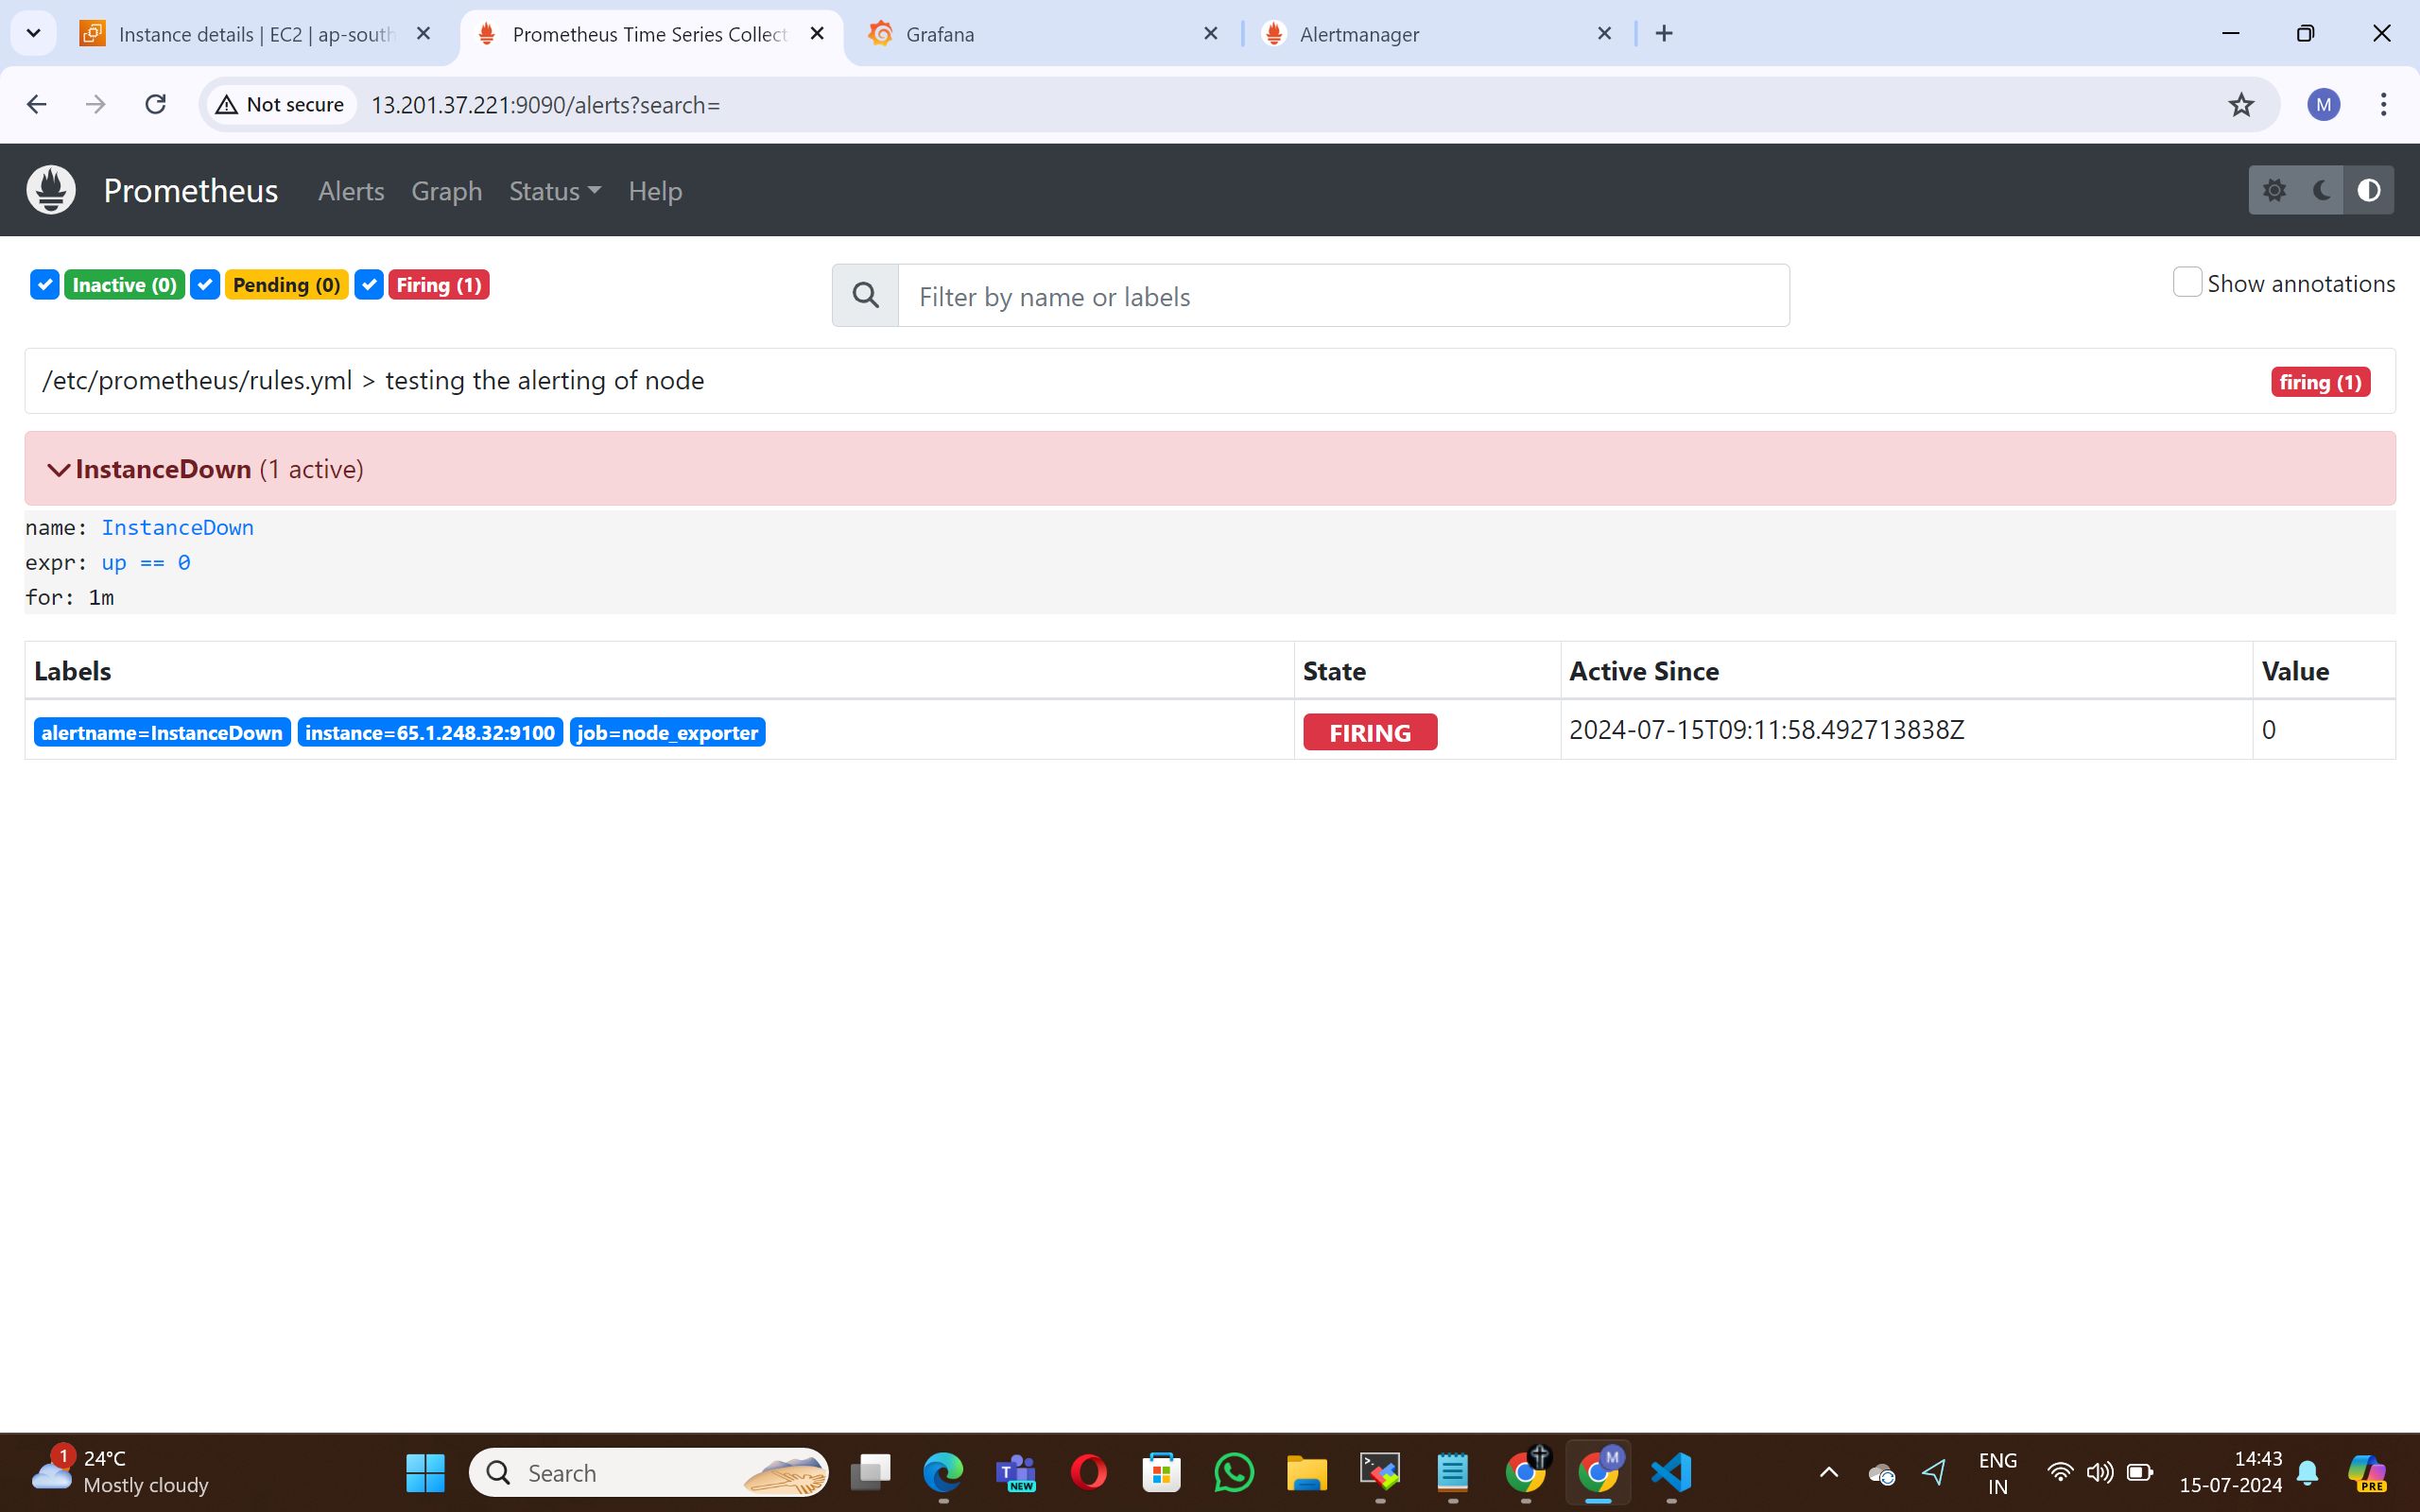 Instance details | EC2 | ap-south
Prometheus Time Series Collect
Grafana
Alertmanager
Not secure
13.201.37.221:9090/alerts?search=
M
Prometheus
Alerts
Graph
Status
Help
Inactive (0)
Pending (0)
Firing (1)
Filter by name or labels
Show annotations
/etc/prometheus/rules.yml > testing the alerting of node
firing (1)
InstanceDown (1 active)
name: InstanceDown
expr: up == 0
for: 1m
Labels
State
Active Since
Value
alertname=InstanceDown
instance=65.1.248.32:9100
job=node_exporter
FIRING
2024-07-15T09:11:58.492713838Z
0
1
24°C
Mostly cloudy
Search
T
NEW
M
ENG
IN
14:43
15-07-2024
PRE